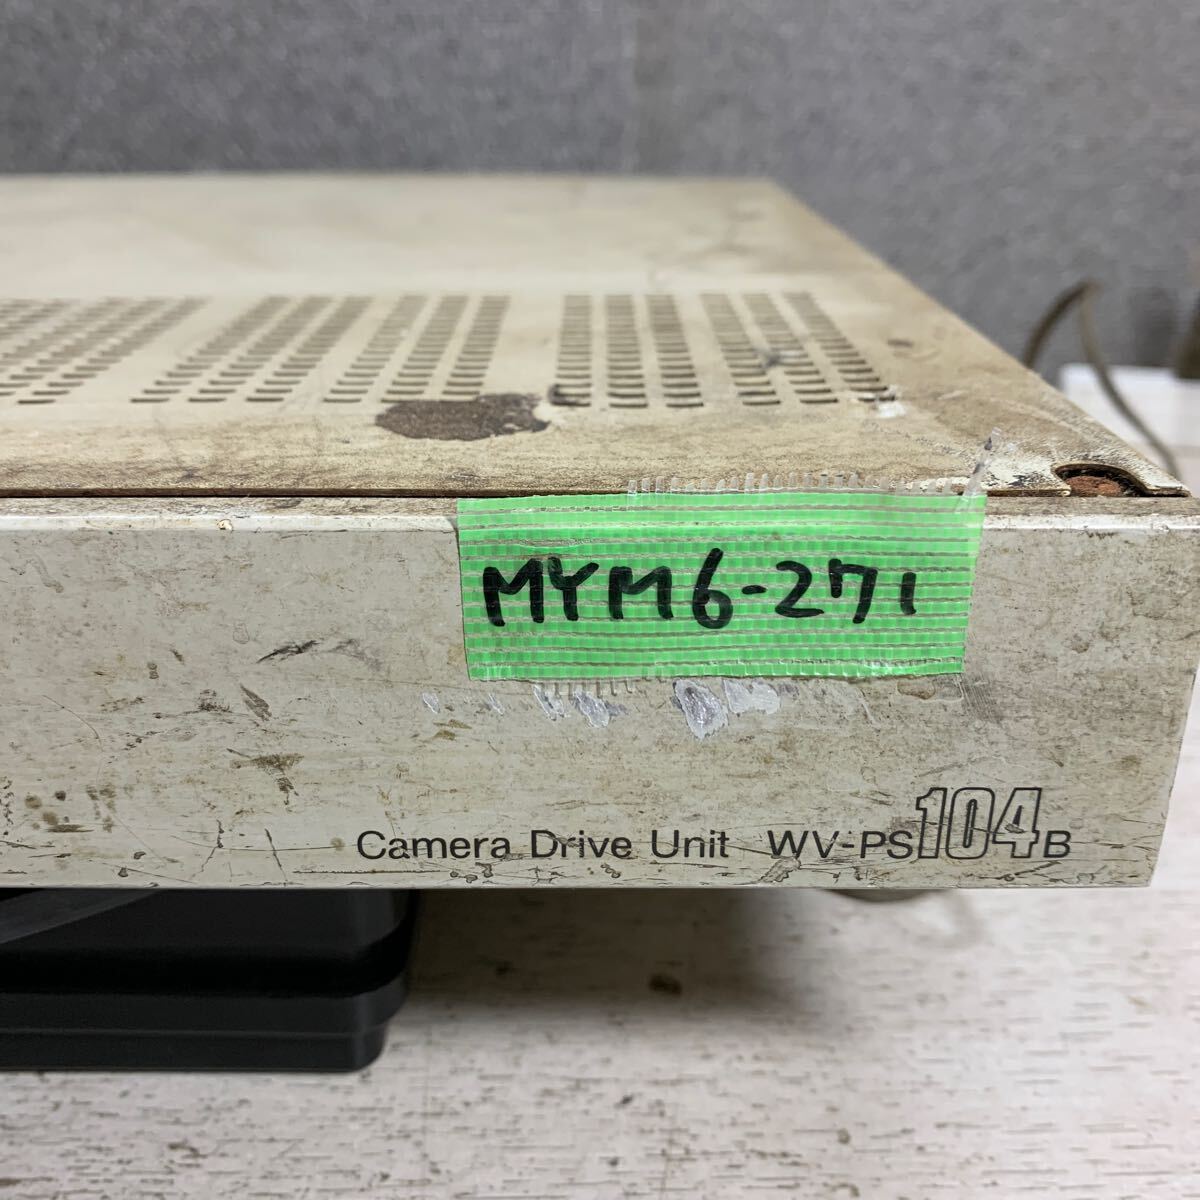 MYM6-271
Camera Drive Unit WV-PS104B